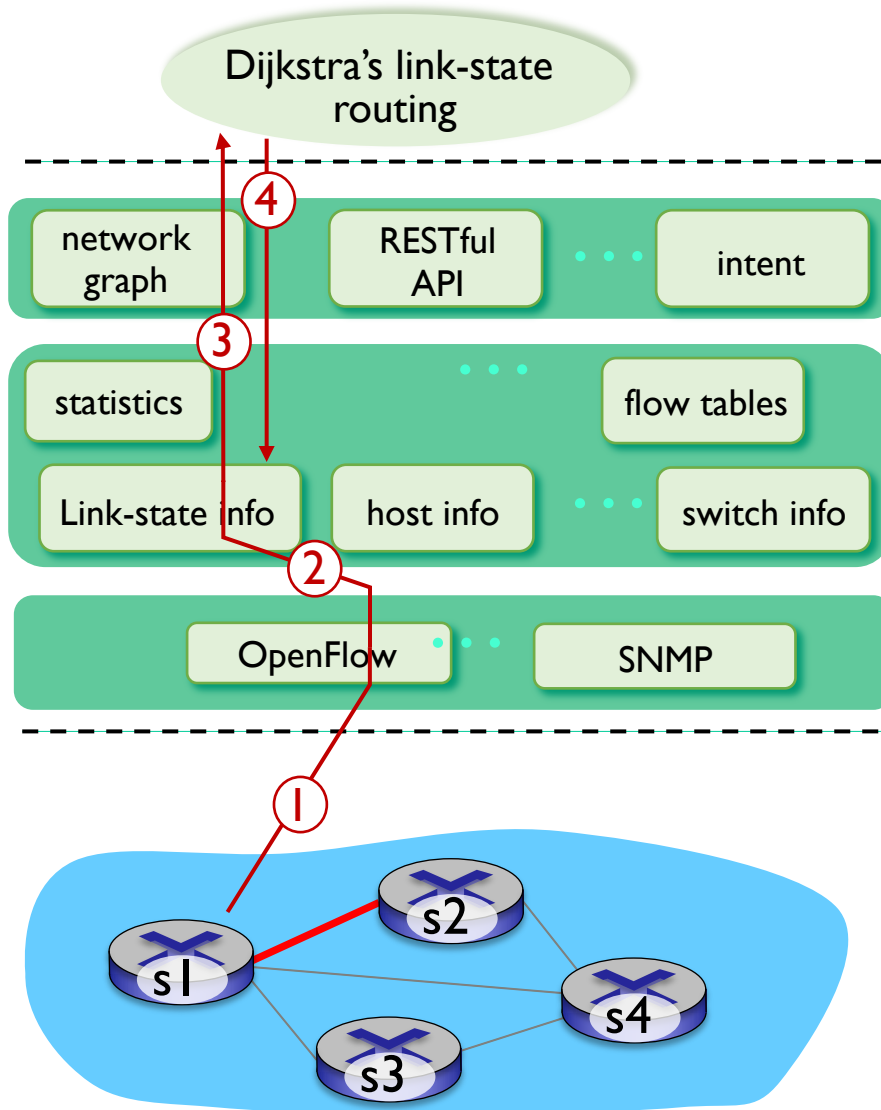 Dijkstra's link-state
routing
4
network
graph
RESTful
API
intent
3
statistics
flow tables
Link-state info
host info
switch info
2
OpenFlow
SNMP
1
s2
s1
s4
s3